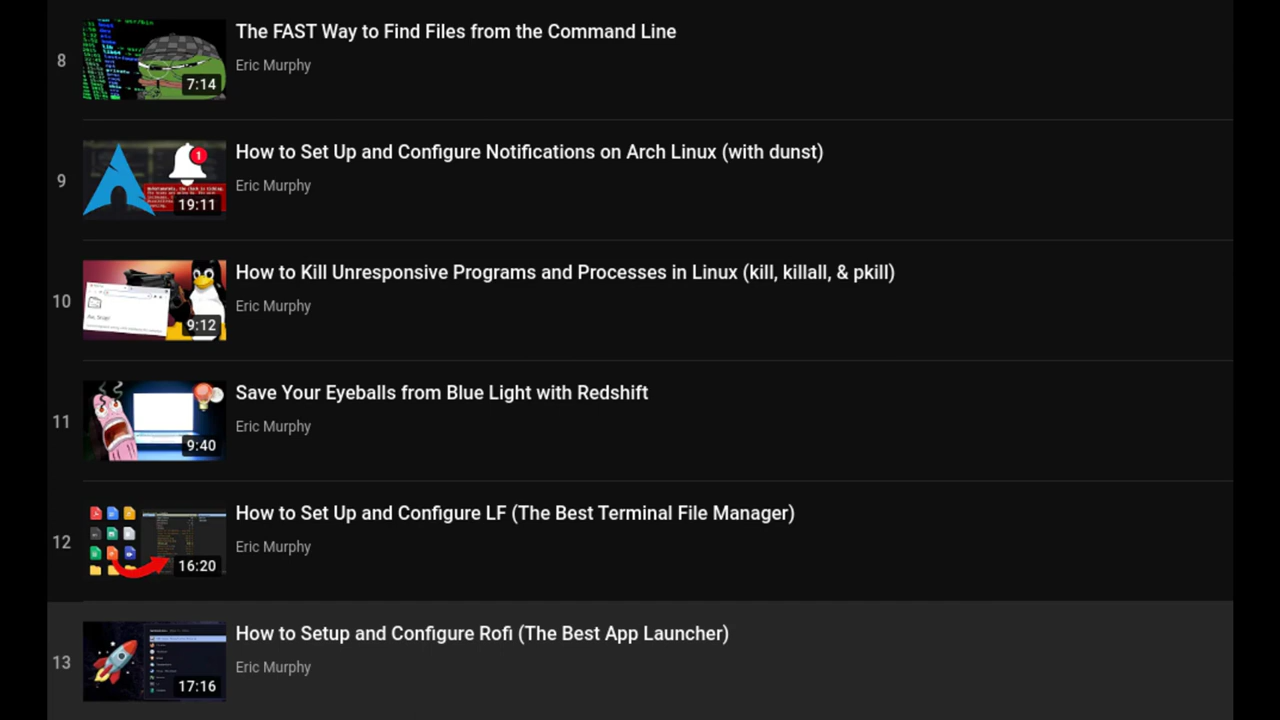 8
7:14
The FAST Way to Find Files from the Command Line
Eric Murphy
9
1
19:11
How to Set Up and Configure Notifications on Arch Linux (with dunst)
Eric Murphy
10
Aw, Snap!
9:12
How to Kill Unresponsive Programs and Processes in Linux (kill, killall, & pkill)
Eric Murphy
11
9:40
Save Your Eyeballs from Blue Light with Redshift
Eric Murphy
12
16:20
How to Set Up and Configure LF (The Best Terminal File Manager)
Eric Murphy
13
17:16
How to Setup and Configure Rofi (The Best App Launcher)
Eric Murphy